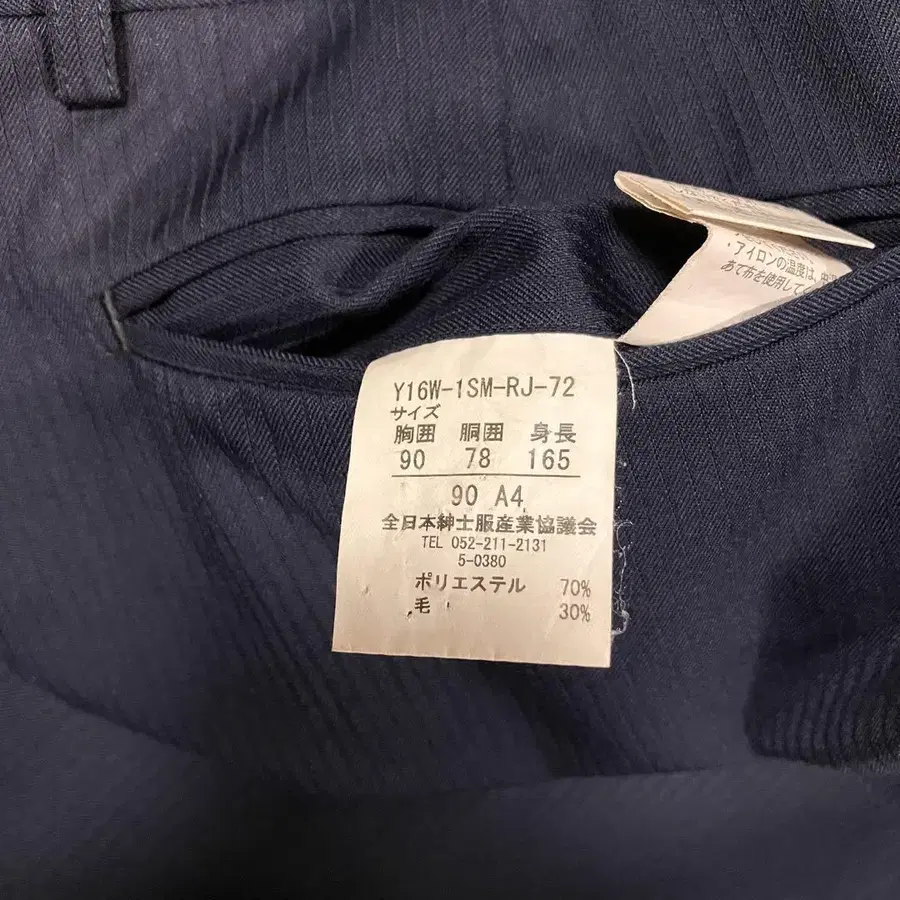 ・アイロンの温度は、中
あて布を使用して
Y16W-1SM-RJ-72
サイズ
胸囲 胴囲 身長
90 78 165
90 A4
全日本紳士服産業協議会
TEL 052-211-2131
5-0380
ポリエステル 70%
毛 30%